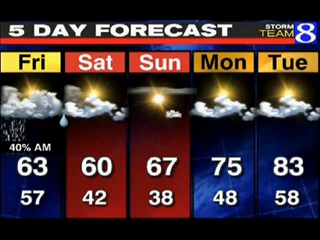 5 DAY FORECAST
STORM
TEAM 8
Fri Sat Sun Mon Tue
40% AM
63 60 67 75 83
57 42 38 48 58